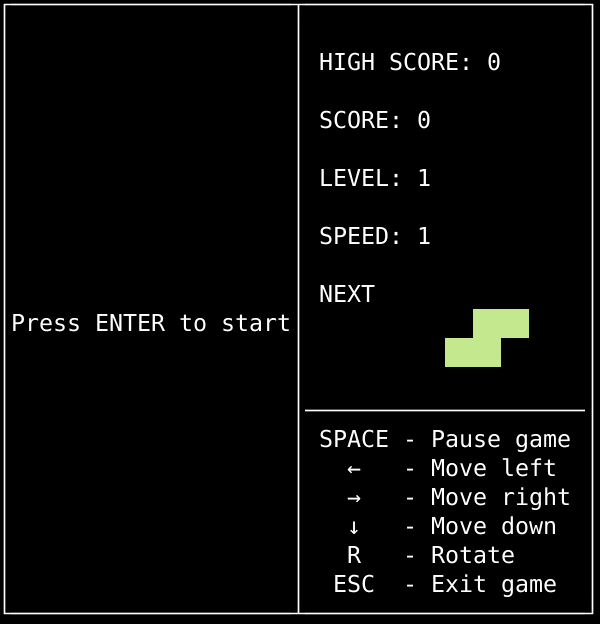 HIGH SCORE: 0
SCORE: 0
LEVEL: 1
SPEED: 1
NEXT
Press ENTER to start
SPACE - Pause game
← - Move left
→ - Move right
↓ - Move down
R - Rotate
ESC - Exit game